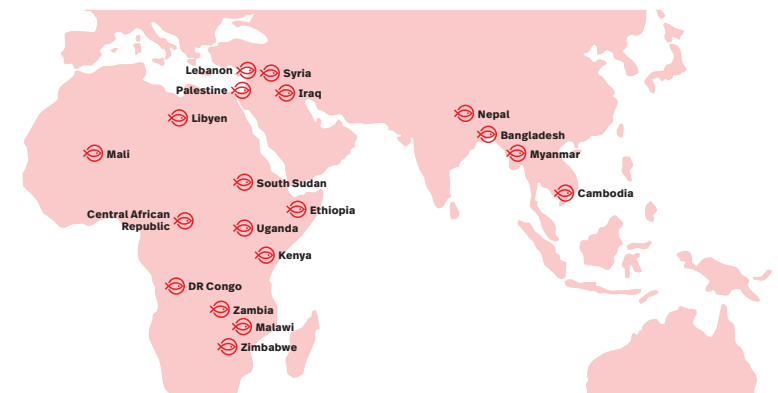 Lebanon
Syria
Palestine
Iraq
Libyen
Nepal
Bangladesh
Mali
Myanmar
South Sudan
Cambodia
Ethiopia
Central African
Republic
Uganda
Kenya
DR Congo
Zambia
Malawi
Zimbabwe